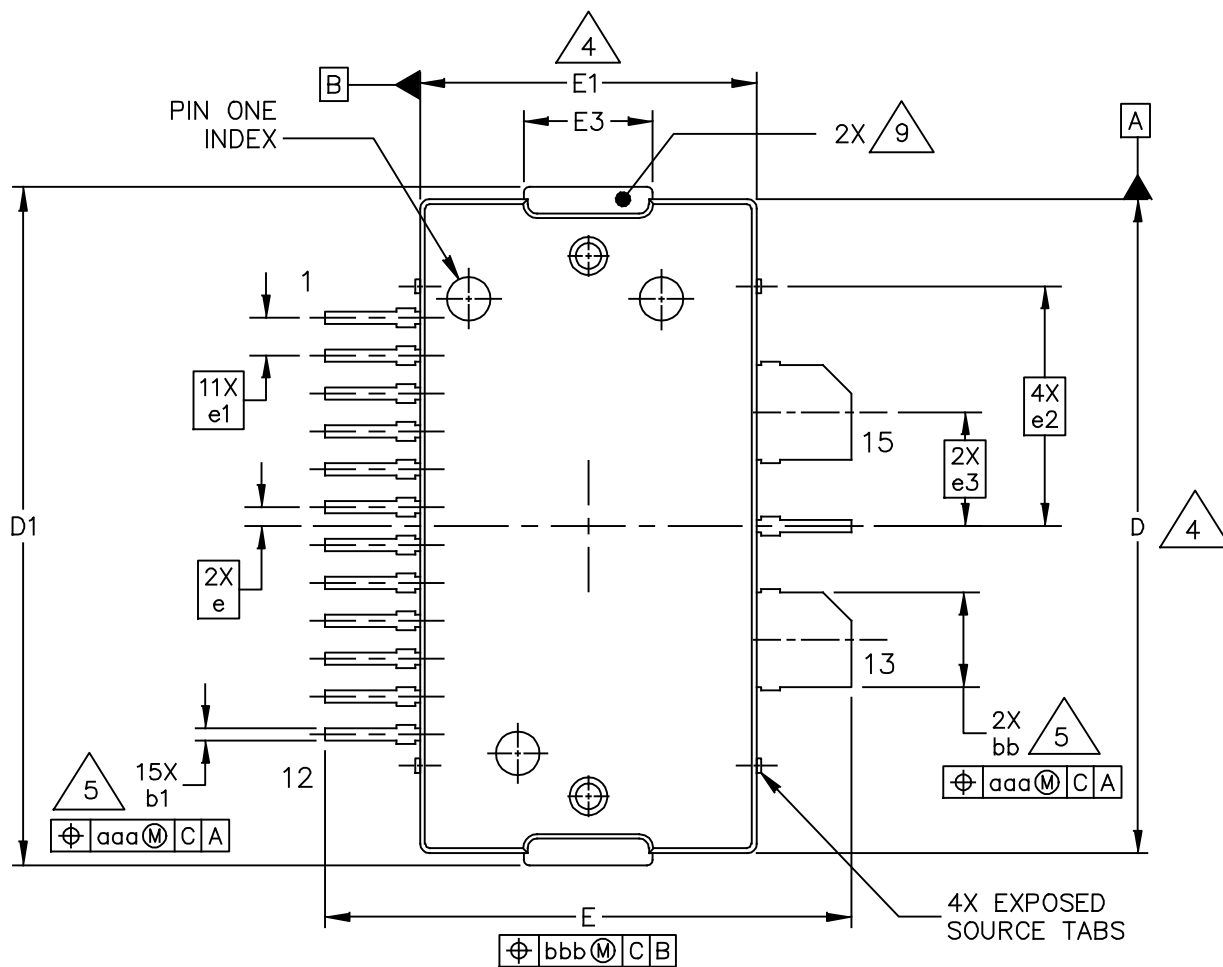 4
B
E1
PIN ONE
INDEX
E3
2X 9
A
1
11X
e1
4X
e2
15
2X
e3
D1
D 4
2X
e
13
2X
bb 5
⌖ aaa Ⓜ C A
5 15X
b1
12
⌖ aaa Ⓜ C A
4X EXPOSED
SOURCE TABS
E
⌖ bbb Ⓜ C B